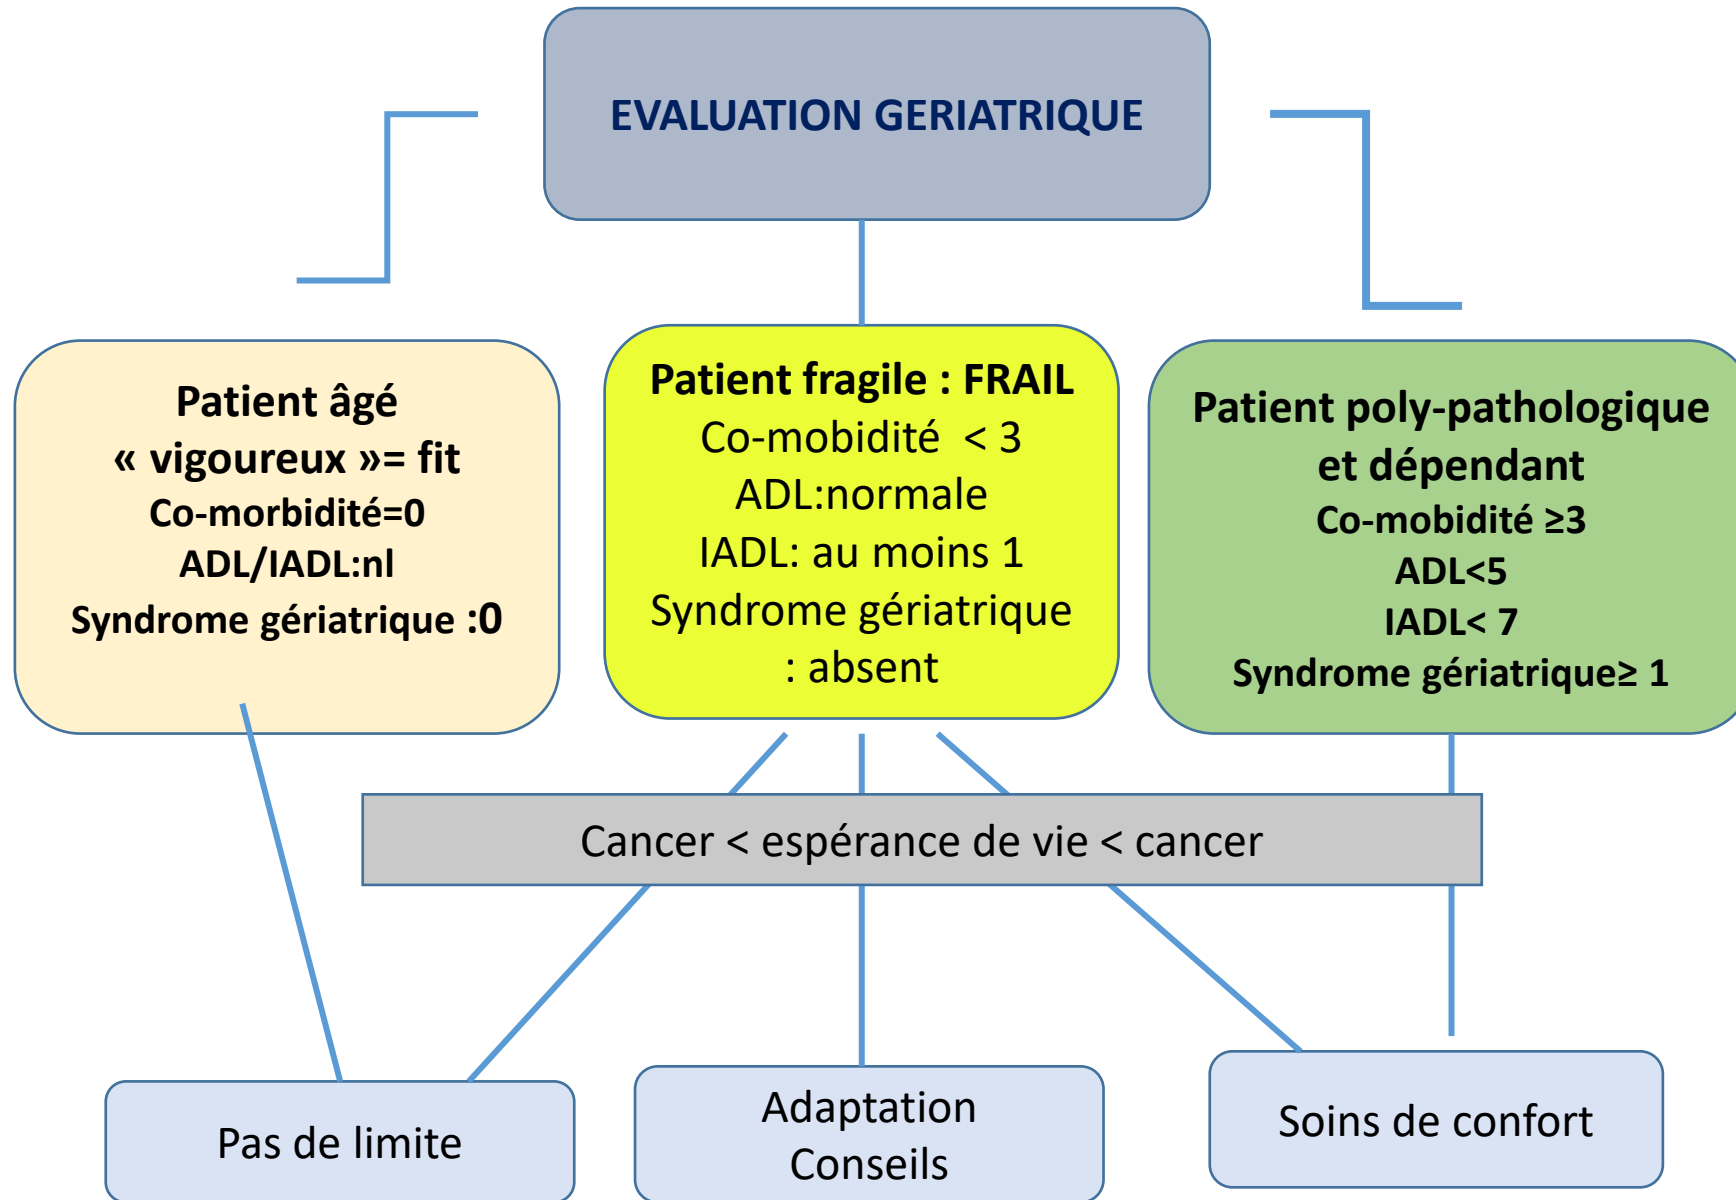 EVALUATION GERIATRIQUE
Patient âgé
« vigoureux »= fit
Co-morbidité=0
ADL/IADL:nl
Syndrome gériatrique :0
Patient fragile : FRAIL
Co-mobidité < 3
ADL:normale
IADL: au moins 1
Syndrome gériatrique
: absent
Patient poly-pathologique
et dépendant
Co-mobidité ≥3
ADL<5
IADL< 7
Syndrome gériatrique≥ 1
Cancer < espérance de vie < cancer
Pas de limite
Adaptation
Conseils
Soins de confort